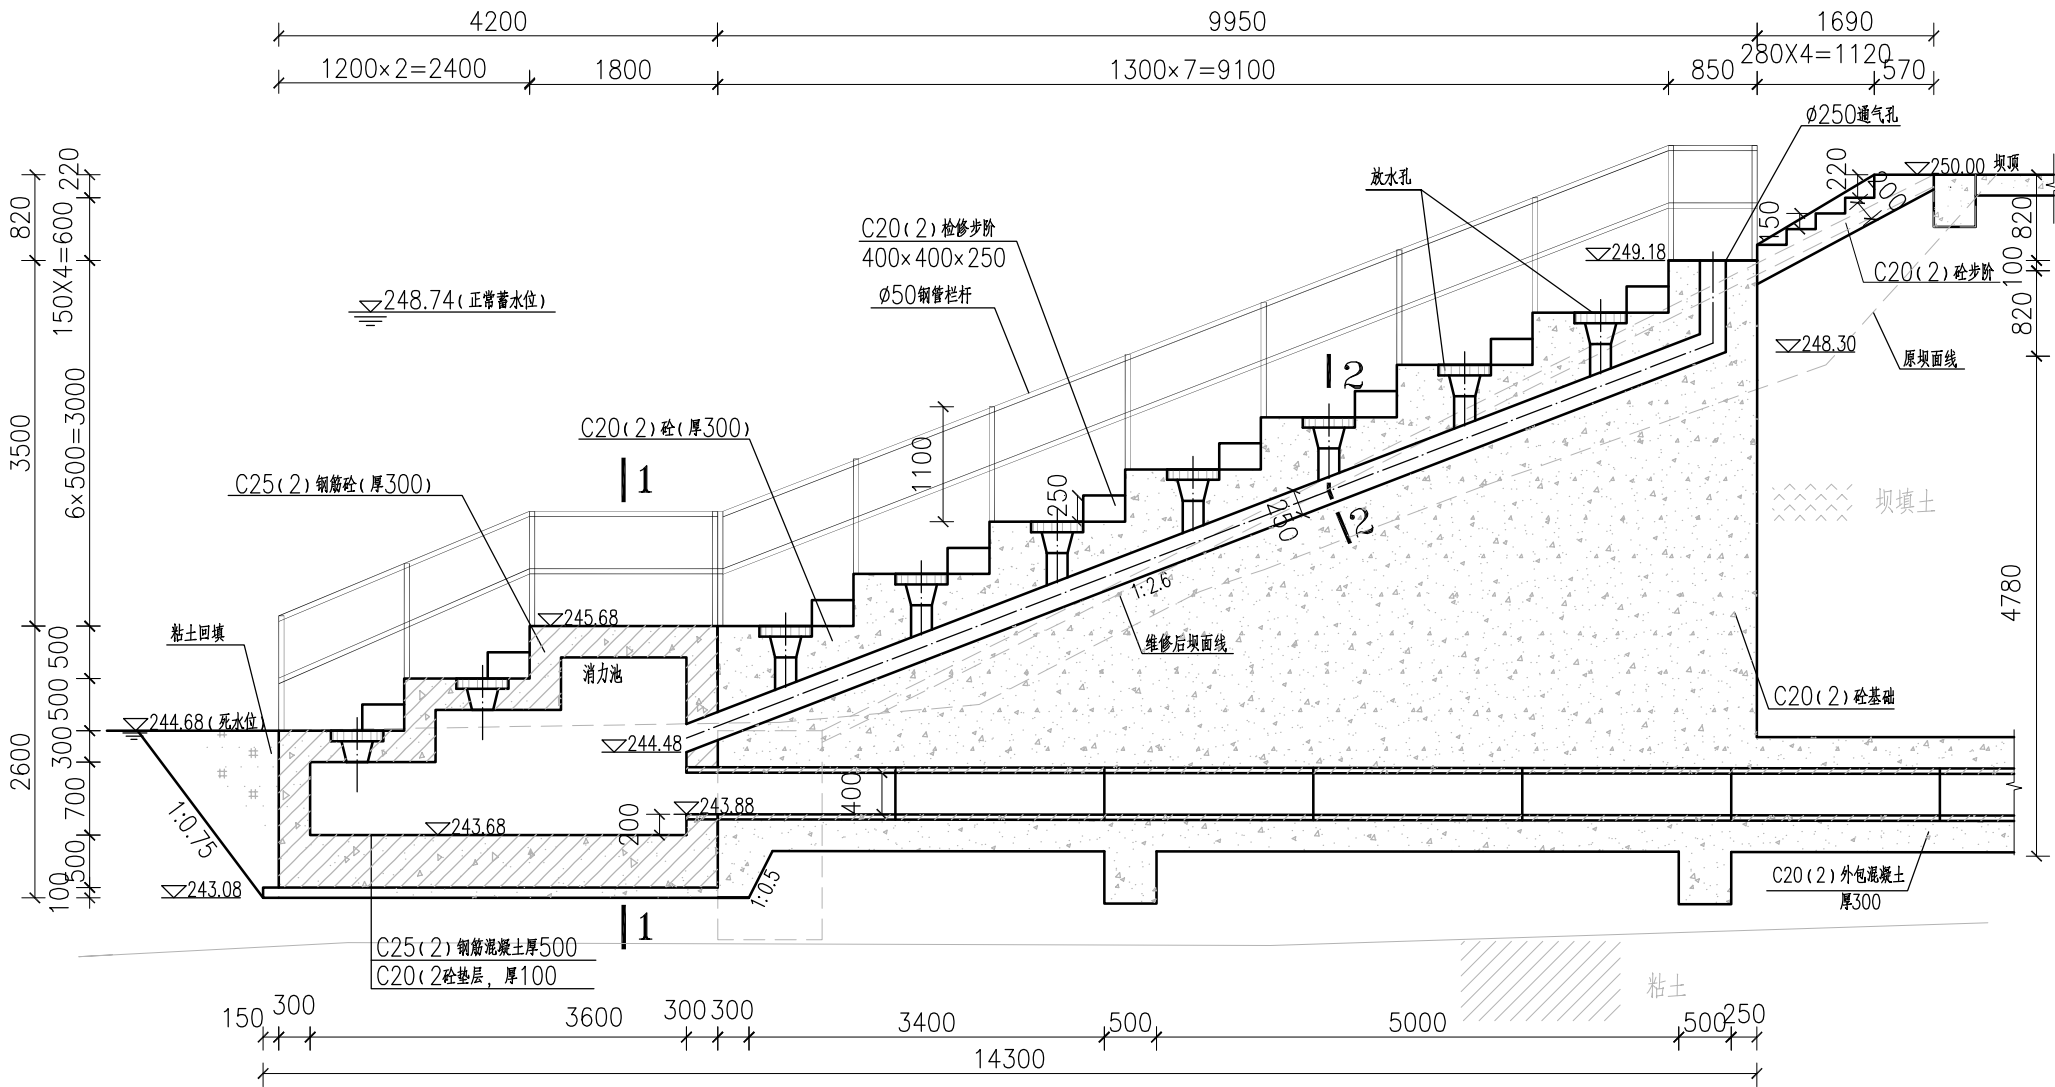 4200
9950
1690
280X4=1120
1200×2=2400
1800
1300×7=9100
850
570
ø250通气孔
220
820
150X4=600
3500
6×500=3000
2600
500
500
300
700
500
100
放水孔
250.00 坝顶
220
200
150
820
100
820
4780
C20(2)检修步阶
400×400×250
ø50钢管栏杆
249.18
C20(2)砼步阶
248.74(正常蓄水位)
248.30
原坝面线
2
C20(2)砼(厚300)
1100
250
1
C25(2)钢筋砼(厚300)
250
2
坝填土
1:2.6
维修后坝面线
粘土回填
245.68
消力池
C20(2)砼基础
244.68(死水位)
244.48
1:0.75
400
243.88
200
243.68
243.08
1:0.5
C20(2)外包混凝土
厚300
1
C25(2)钢筋混凝土厚500
C20(2砼垫层，厚100
粘土
150
300
3600
300
300
3400
500
5000
500
250
14300